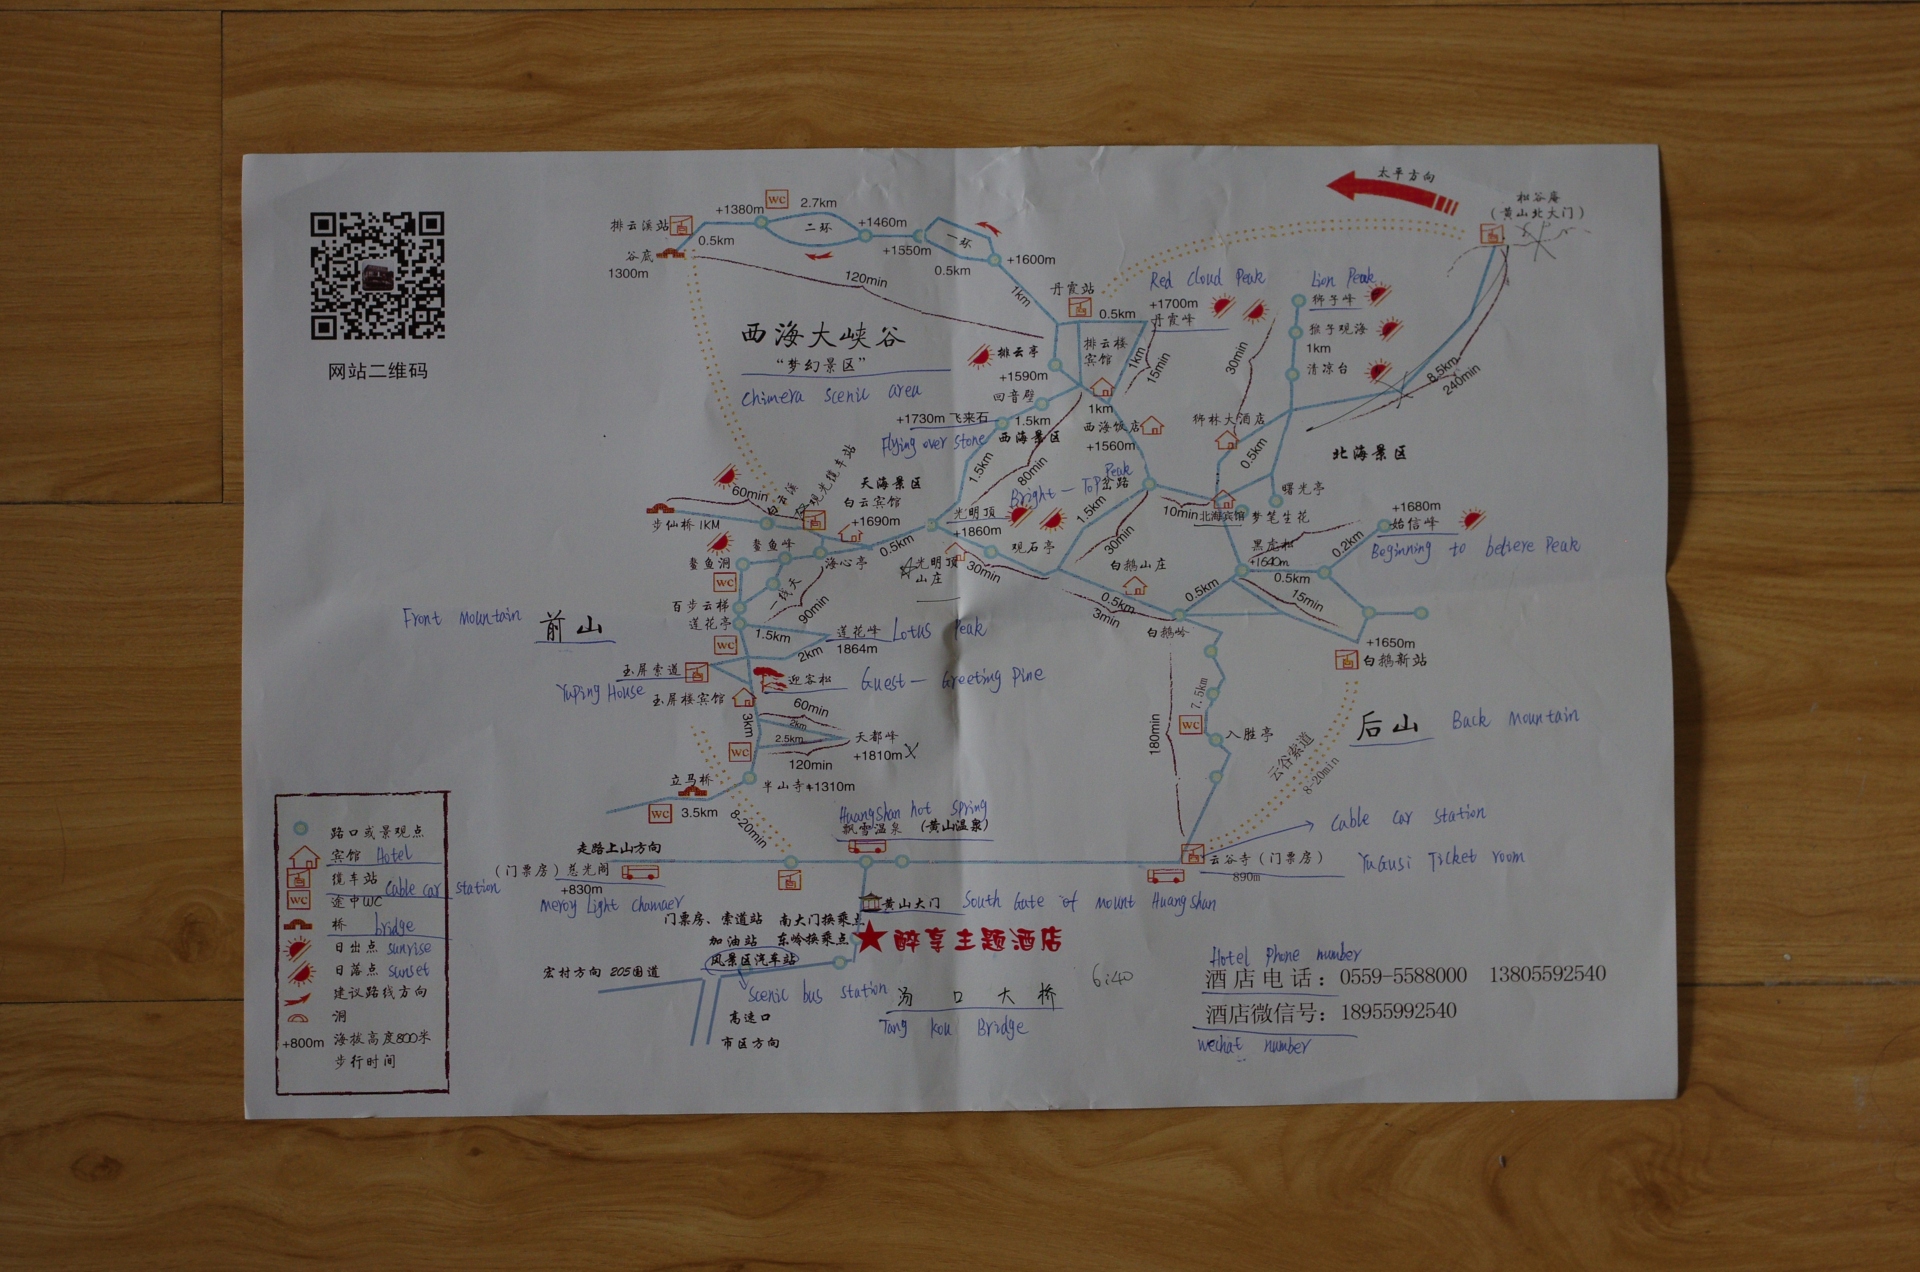 太平方向
松谷庵
(黄山北大门)
排云溪站
+1380m
WC
2.7km
二环
+1460m
+1550m
一环
0.5km
+1600m
0.5km
谷底
1300m
120min
1km
丹霞站
Red Cloud Peak
+1700m
丹霞峰
0.5km
Lion Peak
狮子峰
猴子观海
1km
清凉台
30min
8.5km
240min
网站二维码
西海大峡谷
“梦幻景区”
Chimera scenic area
排云亭
+1590m
排云楼
宾馆
1km
15min
回音壁
1.5km
1km
+1730m 飞来石
Flying over stone
西海景区
西海饭店
+1560m
狮林大酒店
0.5km
北海景区
1.5km
80min
天海景区
白云宾馆
+1690m
观光缆车站
60min
步仙桥 1KM
Bright-Top Peak
光明顶
+1860m
岔路
1.5km
30min
10min
北海宾馆
梦笔生花
曙光亭
+1680m
始信峰
Beginning to believe Peak
0.2km
黑虎松
+1640m
0.5km
15min
鳌鱼峰
鳌鱼洞
WC
海心亭
0.5km
光明顶
山庄
30min
观石亭
白鹅山庄
0.5km
3min
0.5km
白鹅岭
百步云梯
一线天
90min
莲花亭
1.5km
WC
2km
莲花峰 Lotus Peak
1864m
Front Mountain
前山
+1650m
白鹅新站
玉屏索道
Yuping House
玉屏楼宾馆
迎客松
Guest-Greeting Pine
60min
3km
2km
2.5km
WC
120min
天都峰
+1810m
180min
7.5km
WC
入胜亭
后山
Back Mountain
云谷索道
8-20min
立马桥
半山寺
+1310m
WC
3.5km
8-20min
Huangshan hot spring
飘雪温泉
(黄山温泉)
Cable car station
走路上山方向
(门票房)慈光阁
+830m
云谷寺(门票房)
890m
YuGusi Ticket room
黄山大门
South Gate of mount Huangshan
门票房、索道站
南大门换乘点
加油站
东岭换乘点
醉享主题酒店
风景区汽车站
宏村方向 205国道
Scenic bus station
汤口大桥
Tang kou Bridge
6:40
高速口
市区方向
Hotel phone number
酒店电话：0559-5588000 13805592540
酒店微信号：18955992540
wechat number
路口或景观点
宾馆 Hotel
缆车站 Cable car station
WC
途中WC
桥 bridge
日出点 sunrise
日落点 sunset
建议路线方向
洞
+800m
海拔高度800米
步行时间